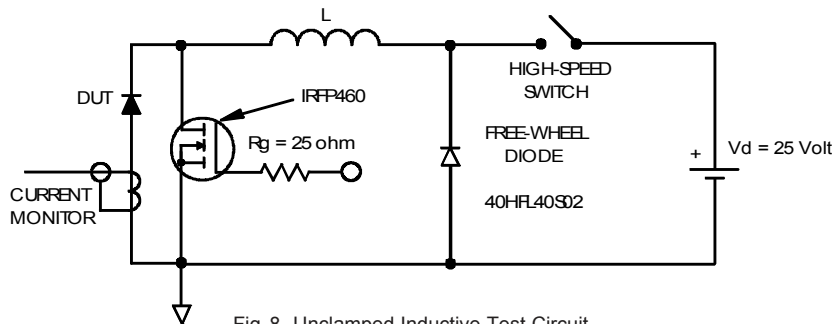 L
HIGH-SPEED
SWITCH
DUT
IRFP460
Rg = 25 ohm
FREE-WHEEL
DIODE
+
Vd = 25 Volt
CURRENT
MONITOR
40HFL40S02
Fig. 8 - Unclamped Inductive Test Circuit